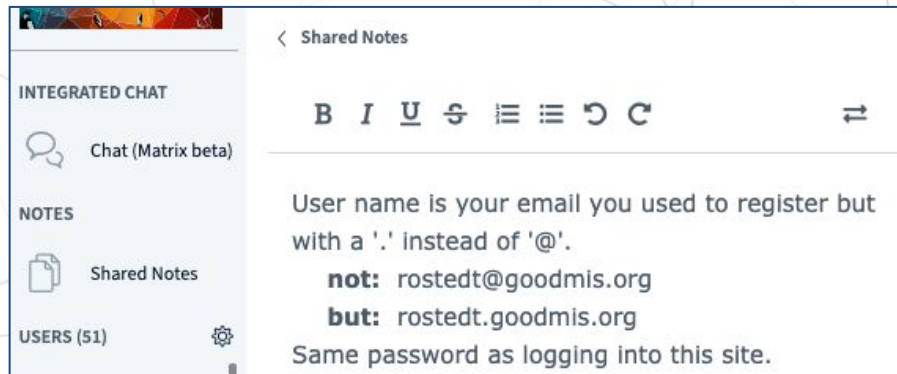 Shared Notes
INTEGRATED CHAT
Chat (Matrix beta)
NOTES
Shared Notes
USERS (51)
B I U S
User name is your email you used to register but
with a '.' instead of '@'.
not: rostedt@goodmis.org
but: rostedt.goodmis.org
Same password as logging into this site.